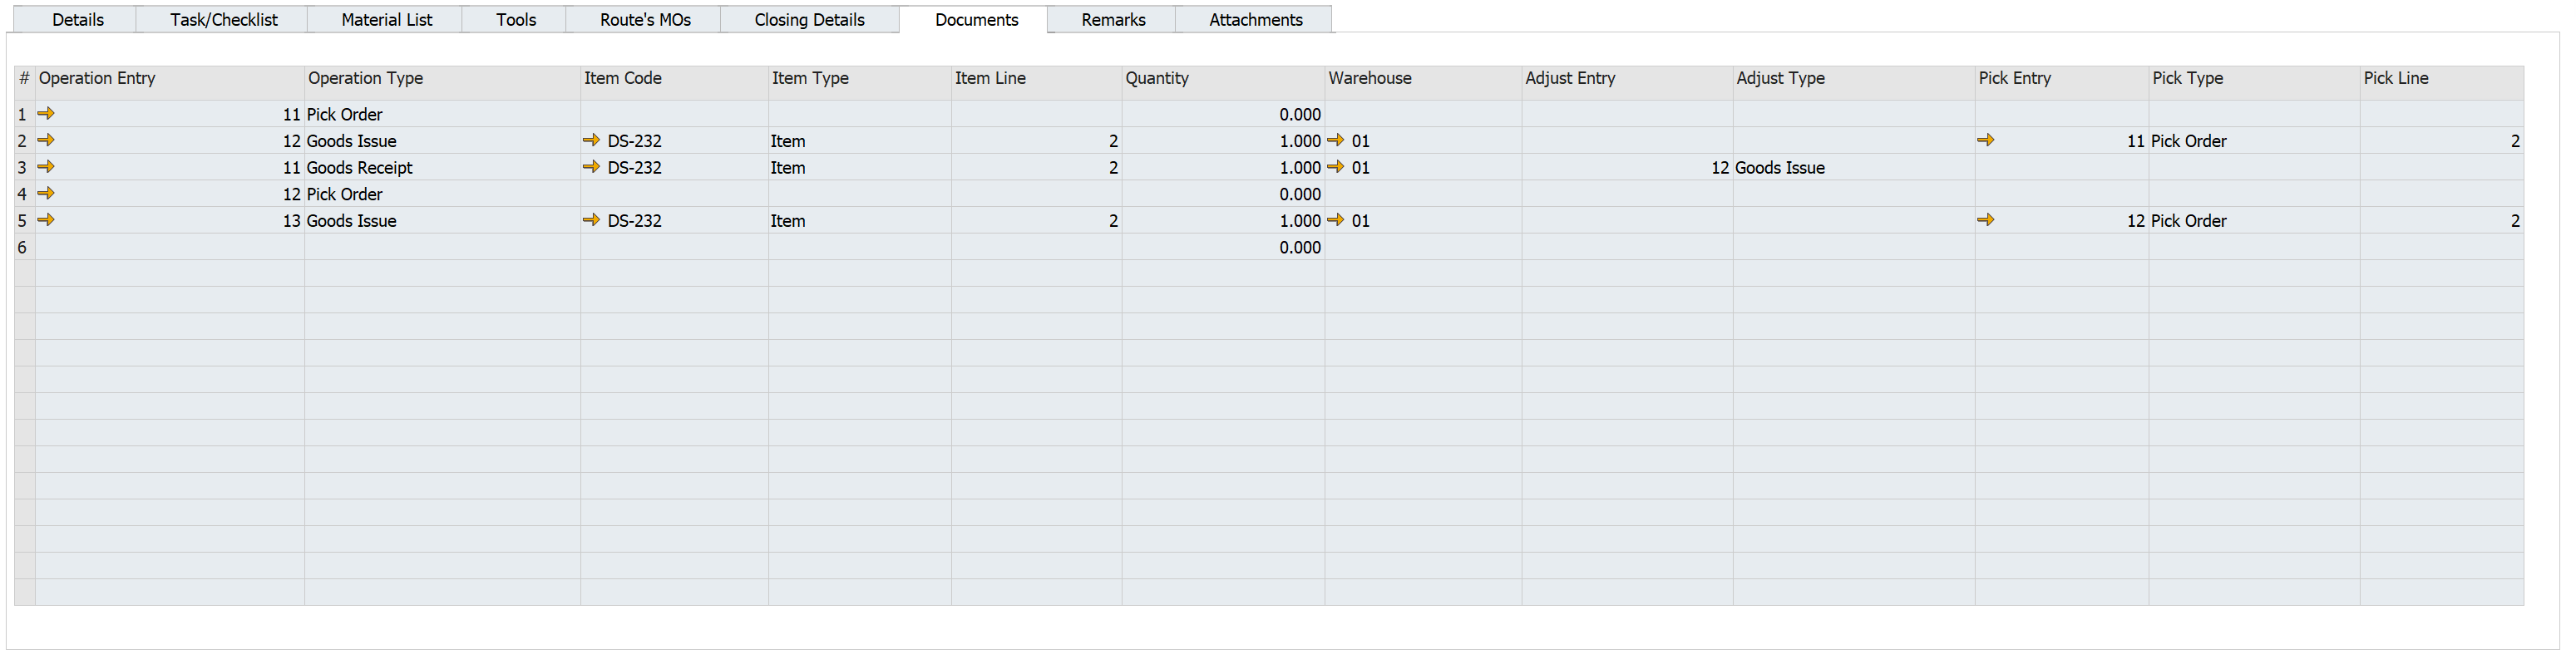 Details Task/Checklist Material List Tools Route's MOs Closing Details Documents Remarks Attachments
# Operation Entry Operation Type Item Code Item Type Item Line Quantity Warehouse Adjust Entry Adjust Type Pick Entry Pick Type Pick Line
1 11 Pick Order 0.000
2 12 Goods Issue DS-232 Item 2 1.000 01 11 Pick Order 2
3 11 Goods Receipt DS-232 Item 2 1.000 01 12 Goods Issue
4 12 Pick Order 0.000
5 13 Goods Issue DS-232 Item 2 1.000 01 12 Pick Order 2
6 0.000